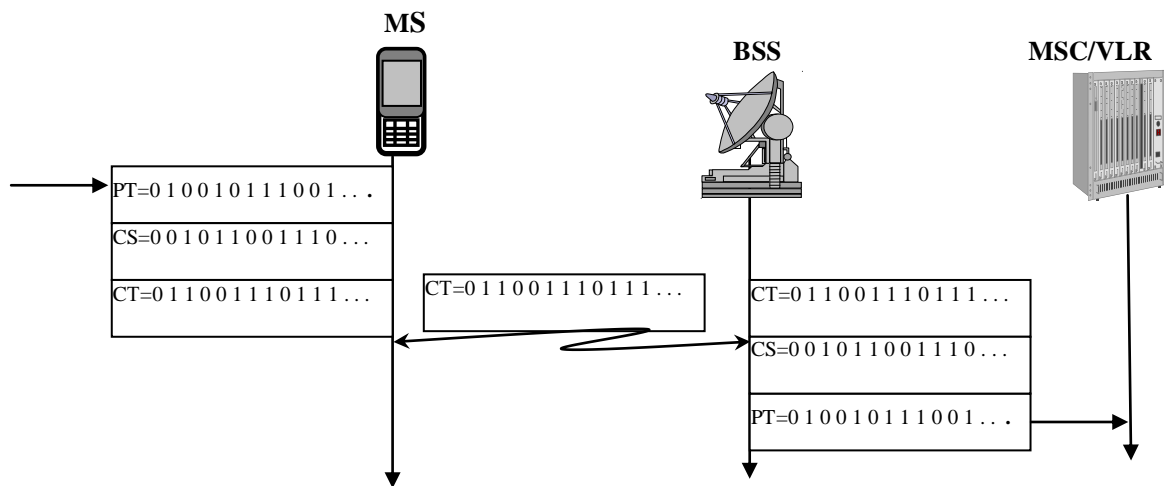 MS
BSS
MSC/VLR
PT=0 1 0 0 1 0 1 1 1 0 0 1 . . .
CS=0 0 1 0 1 1 0 0 1 1 1 0 . . .
CT=0 1 1 0 0 1 1 1 0 1 1 1 . . .
CT=0 1 1 0 0 1 1 1 0 1 1 1 . . .
CT=0 1 1 0 0 1 1 1 0 1 1 1 . . .
CS=0 0 1 0 1 1 0 0 1 1 1 0 . . .
PT=0 1 0 0 1 0 1 1 1 0 0 1 . . .